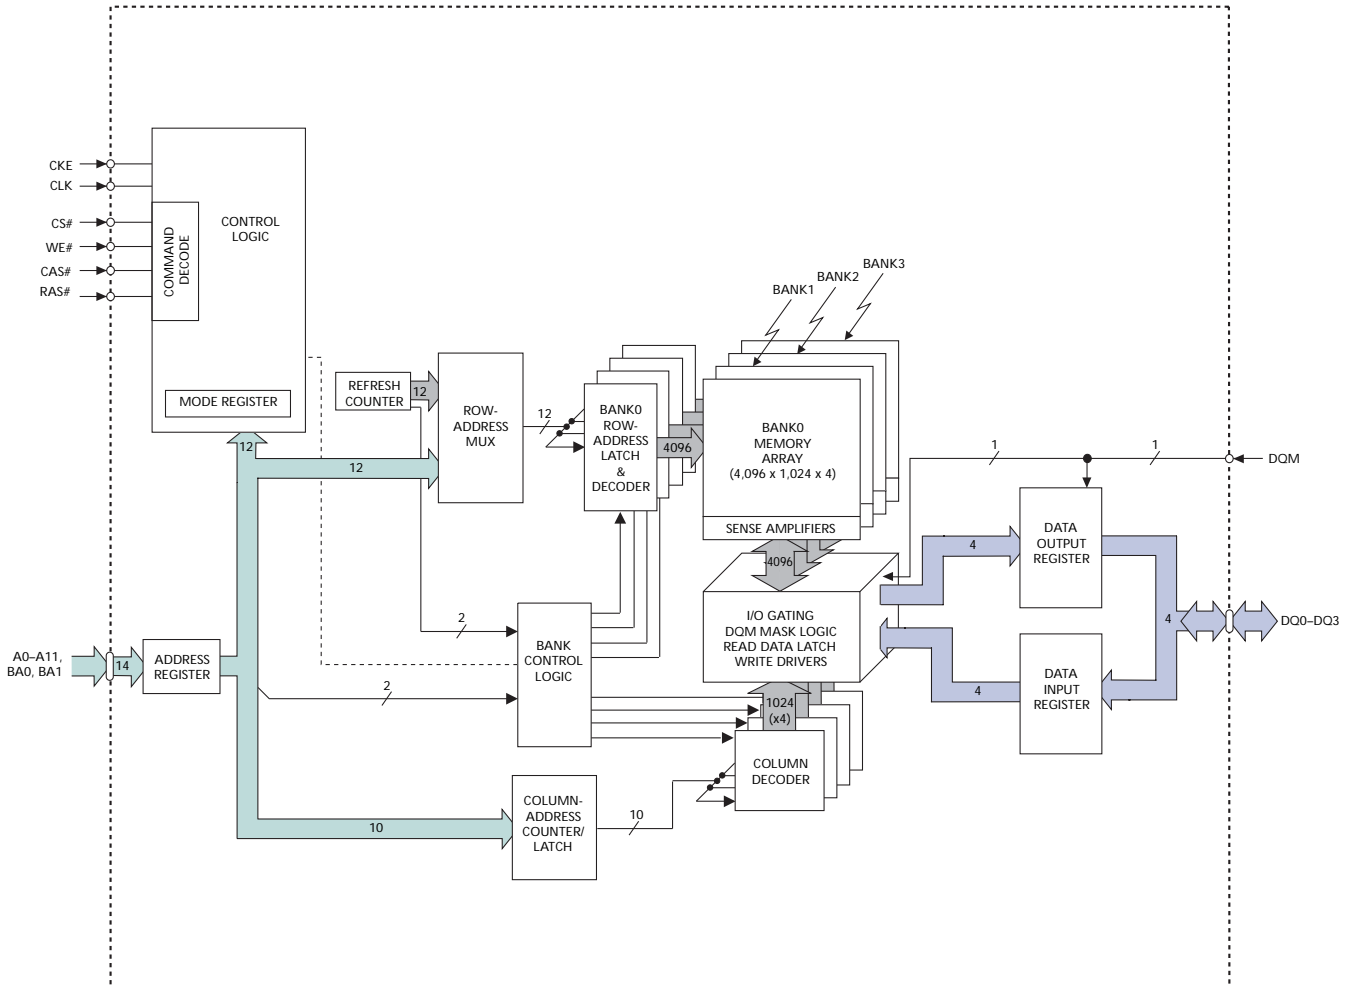 CKE
CLK
CS#
WE#
CAS#
RAS#
COMMAND
DECODE
CONTROL
LOGIC
MODE REGISTER
12
REFRESH
COUNTER
12
12
ROW-
ADDRESS
MUX
12
BANK0
ROW-
ADDRESS
LATCH
&
DECODER
4096
BANK1
BANK2
BANK3
BANK0
MEMORY
ARRAY
(4,096 x 1,024 x 4)
SENSE AMPLIFIERS
4096
I/O GATING
DQM MASK LOGIC
READ DATA LATCH
WRITE DRIVERS
1024
(x4)
COLUMN
DECODER
1
1
DQM
4
DATA
OUTPUT
REGISTER
4
DQ0–DQ3
4
DATA
INPUT
REGISTER
A0–A11,
BA0, BA1
14
ADDRESS
REGISTER
2
2
BANK
CONTROL
LOGIC
10
COLUMN-
ADDRESS
COUNTER/
LATCH
10